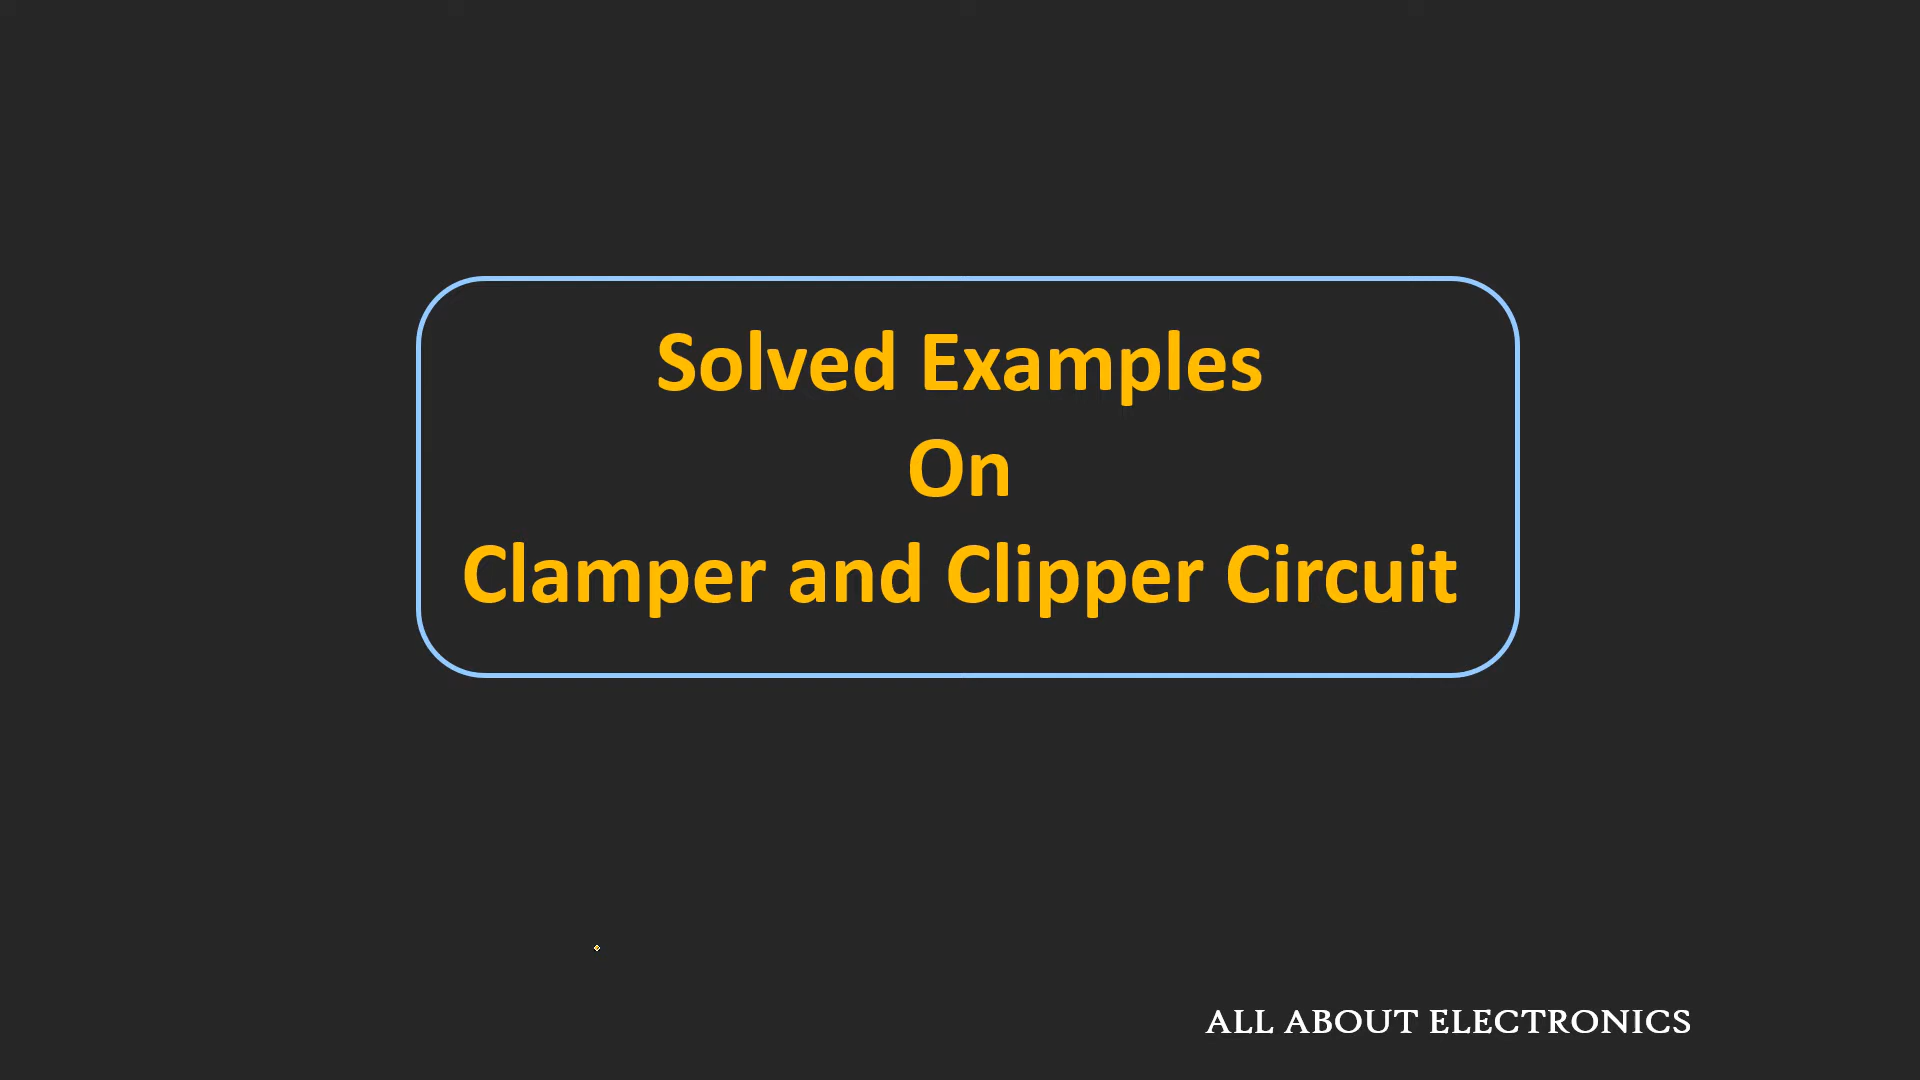 Solved Examples
On
Clamper and Clipper Circuit
ALL ABOUT ELECTRONICS